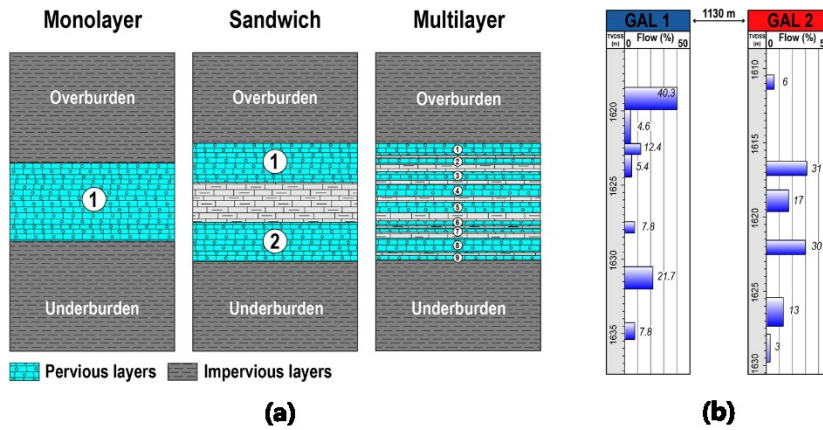 Monolayer
Sandwich
Multilayer
Overburden
Overburden
Overburden
1
1
2
1
2
3
4
5
6
7
8
9
Underburden
Underburden
Underburden
Pervious layers
Impervious layers
(a)
GAL 1
1130 m
GAL 2
TVDSS (m)
Flow (%)
0
50
40.3
1620
4.6
12.4
5.4
1625
7.8
1630
21.7
7.8
1635
TVDSS (m)
Flow (%)
0
50
1610
6
1615
31
17
1620
30
1625
13
3
1630
(b)